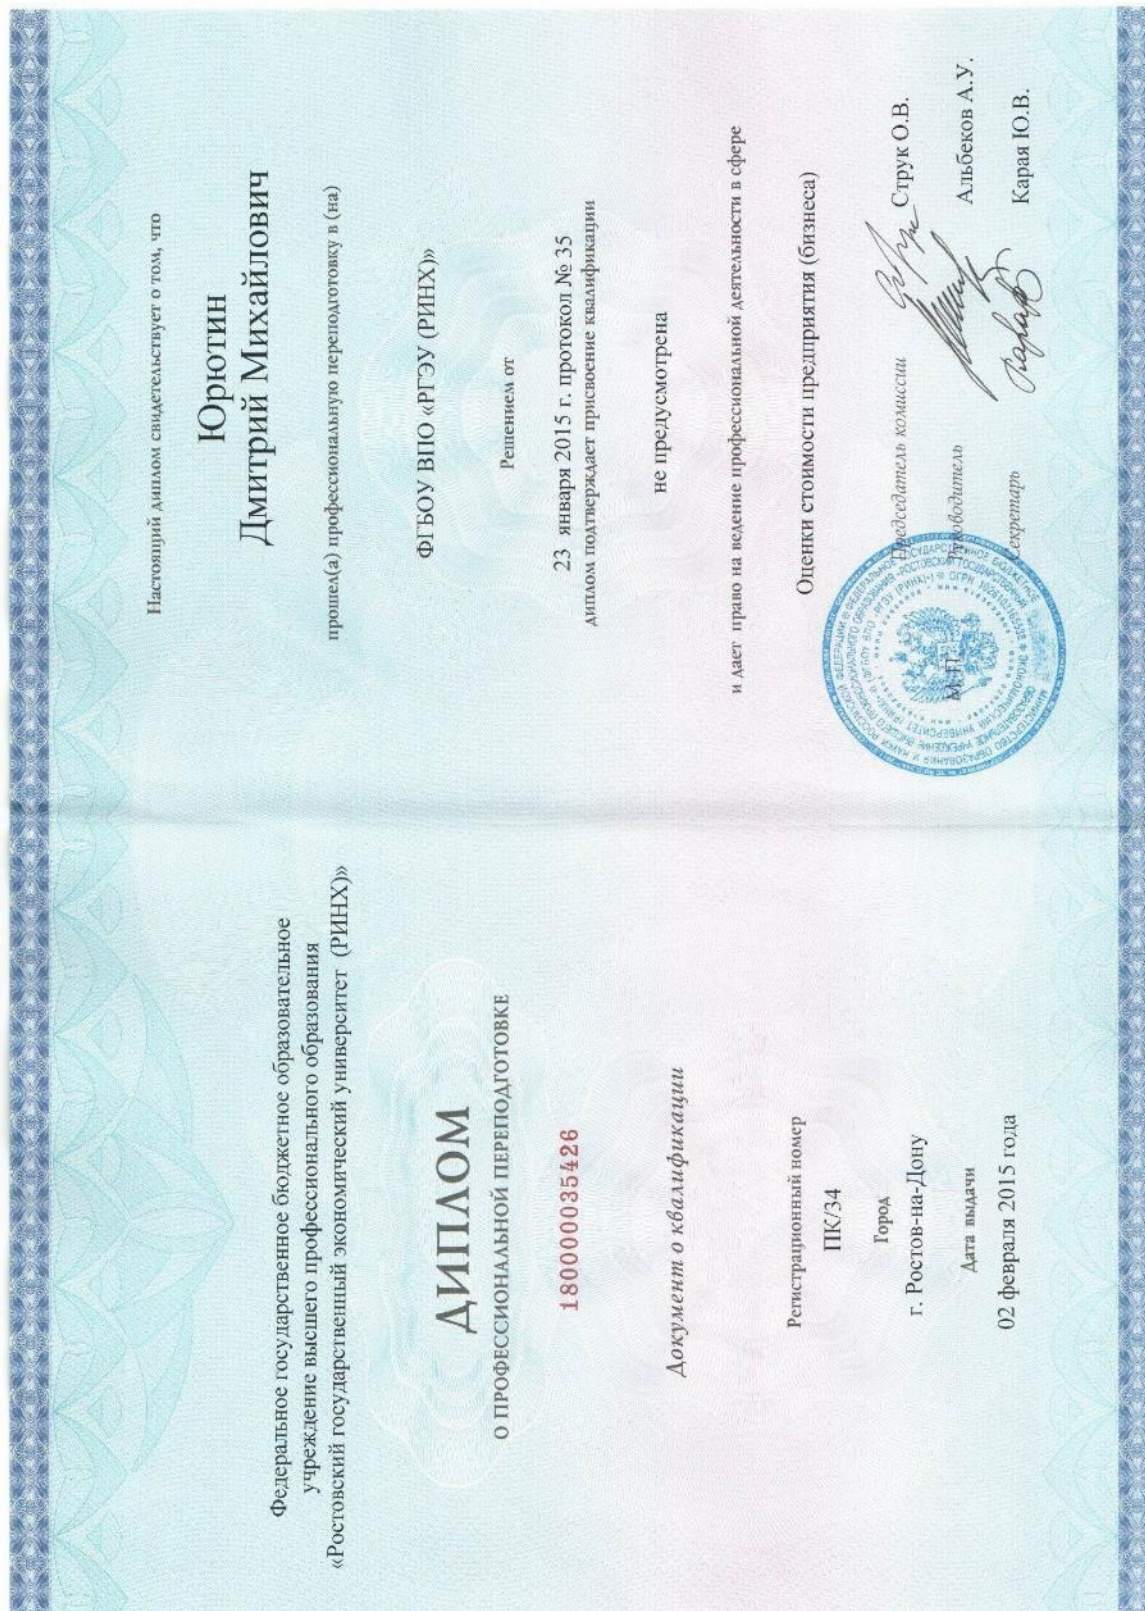 Федеральное государственное бюджетное образовательное
учреждение высшего профессионального образования
«Ростовский государственный экономический университет (РИНХ)»
ДИПЛОМ
О ПРОФЕССИОНАЛЬНОЙ ПЕРЕПОДГОТОВКЕ
180000035426
Документ о квалификации
Регистрационный номер
ПК/34
Город
г. Ростов-на-Дону
Дата выдачи
02 февраля 2015 года
Настоящий диплом свидетельствует о том, что
Юрютин
Дмитрий Михайлович
прошел(а) профессиональную переподготовку в (на)
ФГБОУ ВПО «РГЭУ (РИНХ)»
Решением от
23 января 2015 г. протокол № 35
диплом подтверждает присвоение квалификации
не предусмотрена
и дает право на ведение профессиональной деятельности в сфере
Оценки стоимости предприятия (бизнеса)
Председатель комиссии Струк О.В.
Руководитель Альбеков А.У.
М.П.
Секретарь Карая Ю.В.